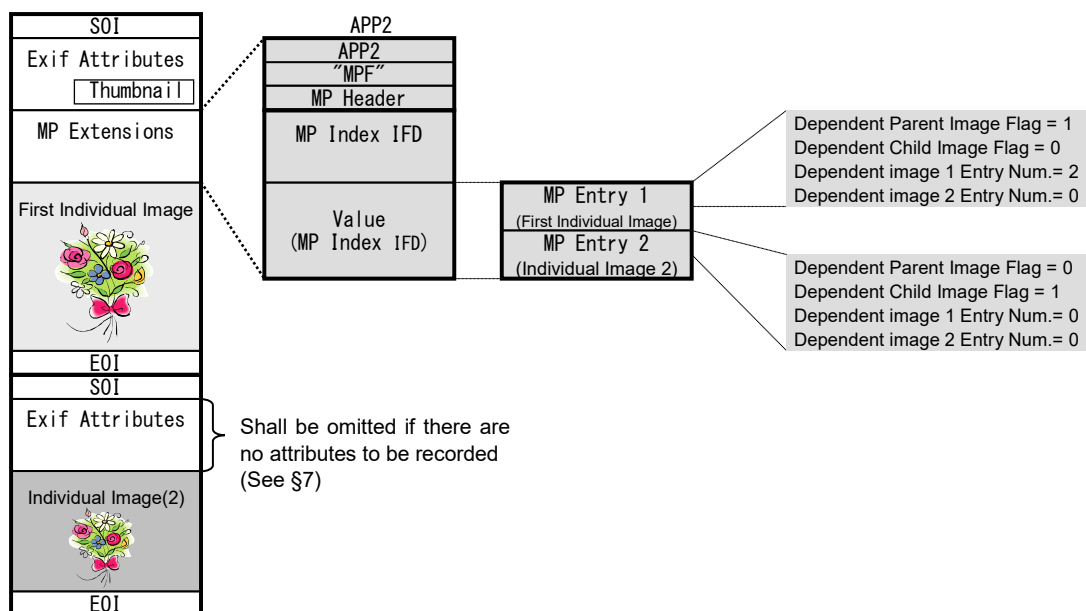 SOI
Exif Attributes
Thumbnail
MP Extensions
First Individual Image
EOI
SOI
Exif Attributes
Individual Image(2)
EOI
Shall be omitted if there are
no attributes to be recorded
(See §7)
APP2
APP2
"MPF"
MP Header
MP Index IFD
Value
(MP Index IFD)
MP Entry 1
(First Individual Image)
MP Entry 2
(Individual Image 2)
Dependent Parent Image Flag = 1
Dependent Child Image Flag = 0
Dependent image 1 Entry Num.= 2
Dependent image 2 Entry Num.= 0
Dependent Parent Image Flag = 0
Dependent Child Image Flag = 1
Dependent image 1 Entry Num.= 0
Dependent image 2 Entry Num.= 0